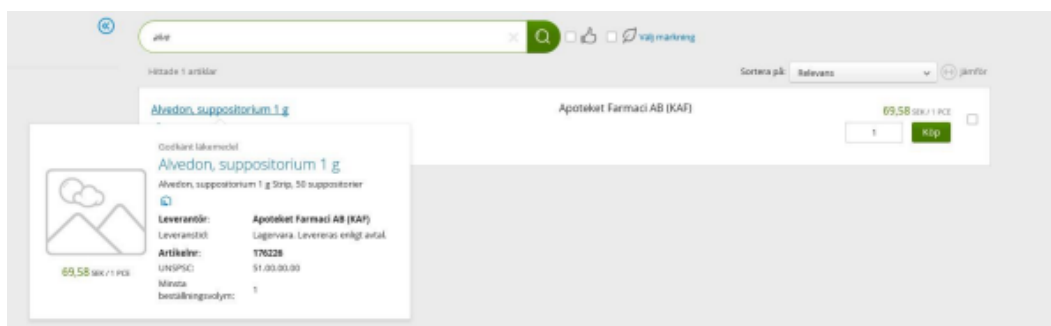 alve
Välj märkning
Hittade 1 artiklar
Sortera på: Relevans
Jämför
Alvedon, suppositorium 1 g
Apoteket Farmaci AB (KAF)
69,58 SEK / 1 PCE
1
Köp
Godkänt läkemedel
Alvedon, suppositorium 1 g
Alvedon, suppositorium 1 g Strip, 50 suppositorier
Leverantör: Apoteket Farmaci AB (KAF)
Leveranstid: Lagervara. Levereras enligt avtal.
Artikelnr: 176228
UNSPSC: 51.00.00.00
Minsta
beställningsvolym: 1
69,58 SEK / 1 PCE